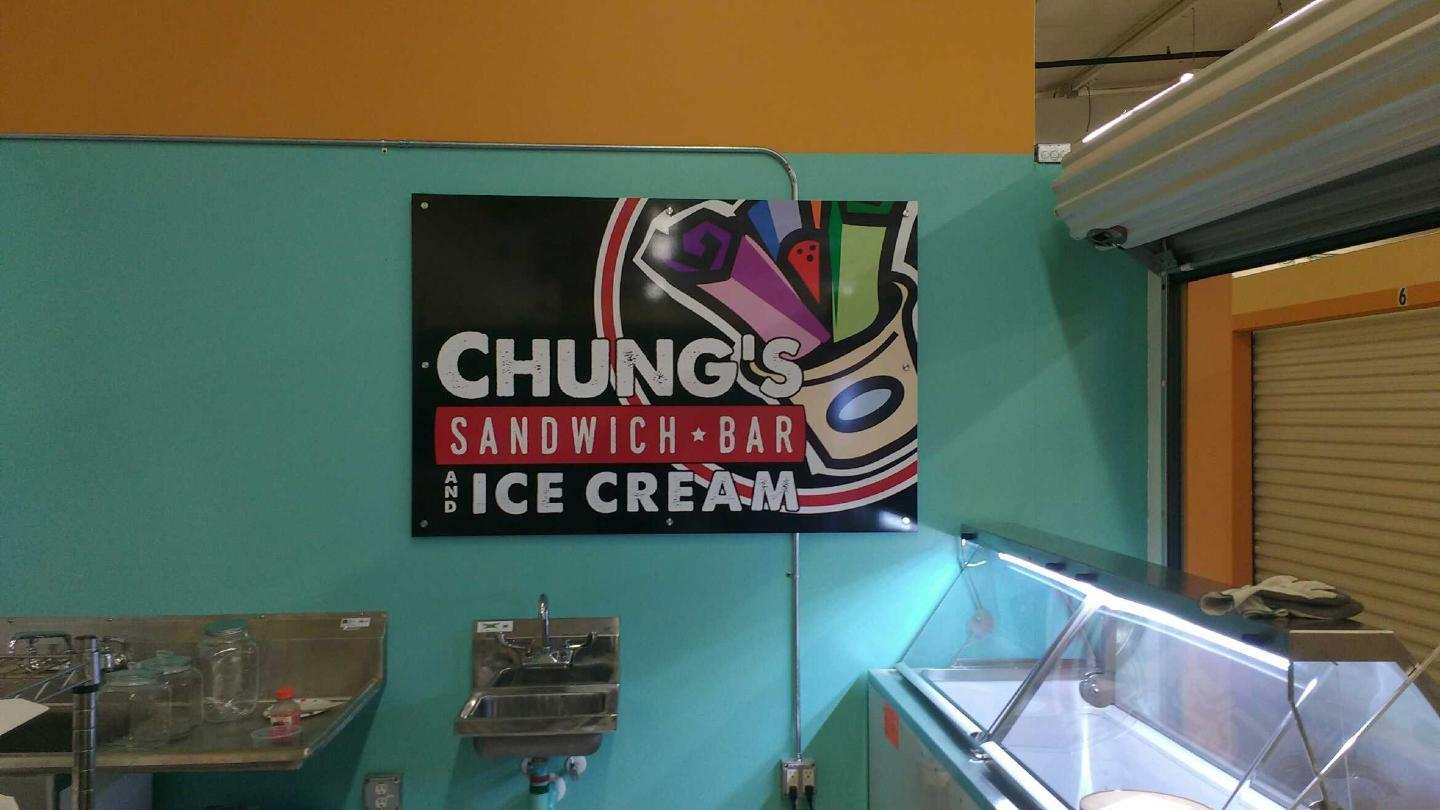 CHUNG'S
SANDWICH ★ BAR
AND ICE CREAM
6